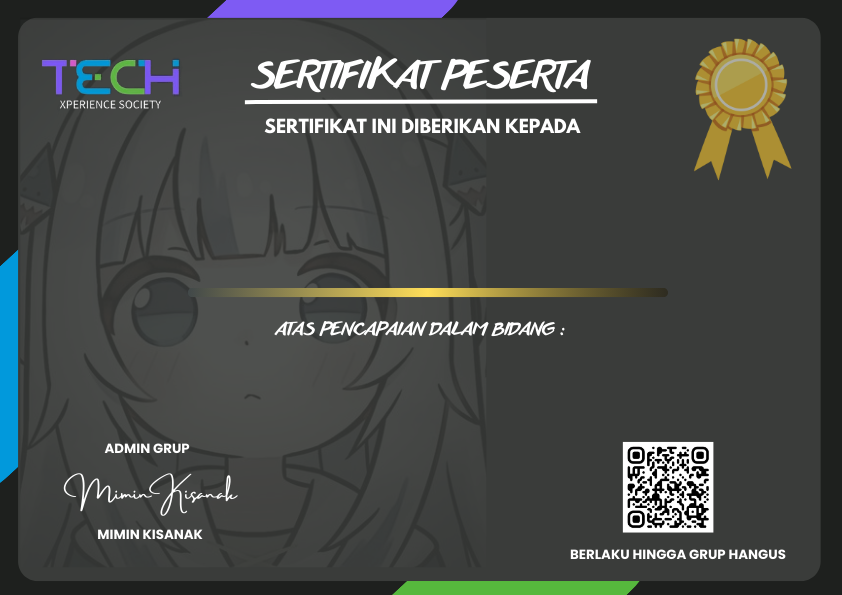 TECH
XPERIENCE SOCIETY
SERTIFIKAT PESERTA
SERTIFIKAT INI DIBERIKAN KEPADA
ATAS PENCAPAIAN DALAM BIDANG :
ADMIN GRUP
Mimin Kisanak
MIMIN KISANAK
BERLAKU HINGGA GRUP HANGUS